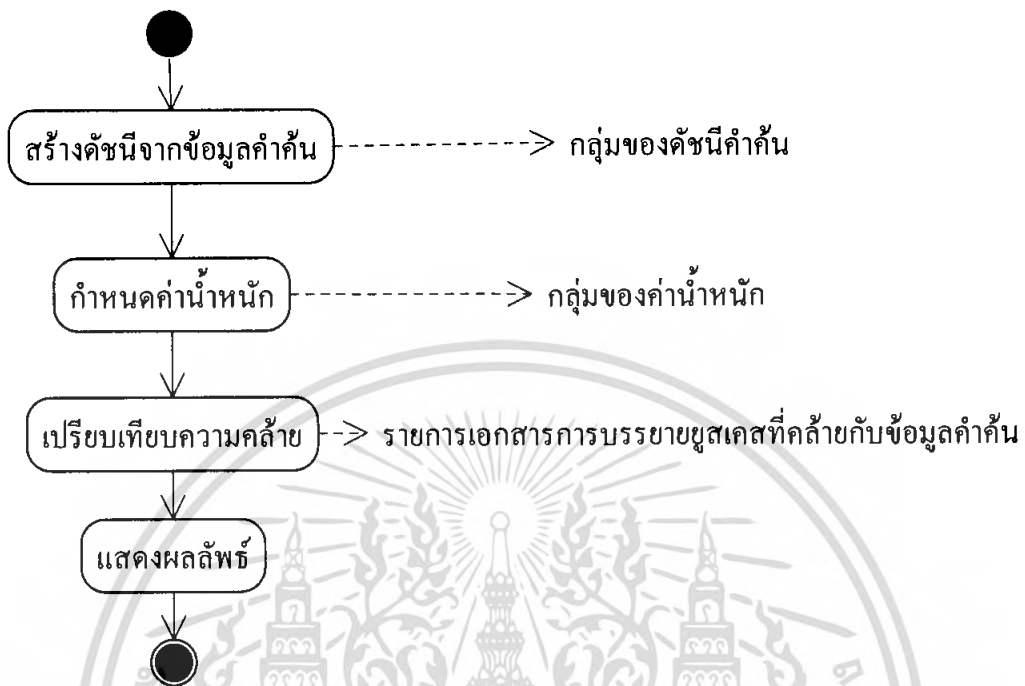 สร้างดัชนีจากข้อมูลคำค้น
กลุ่มของดัชนีคำค้น
กำหนดค่าน้ำหนัก
กลุ่มของค่าน้ำหนัก
เปรียบเทียบความคล้าย
รายการเอกสารการบรรยายยูสเคสที่คล้ายกับข้อมูลคำค้น
แสดงผลลัพธ์